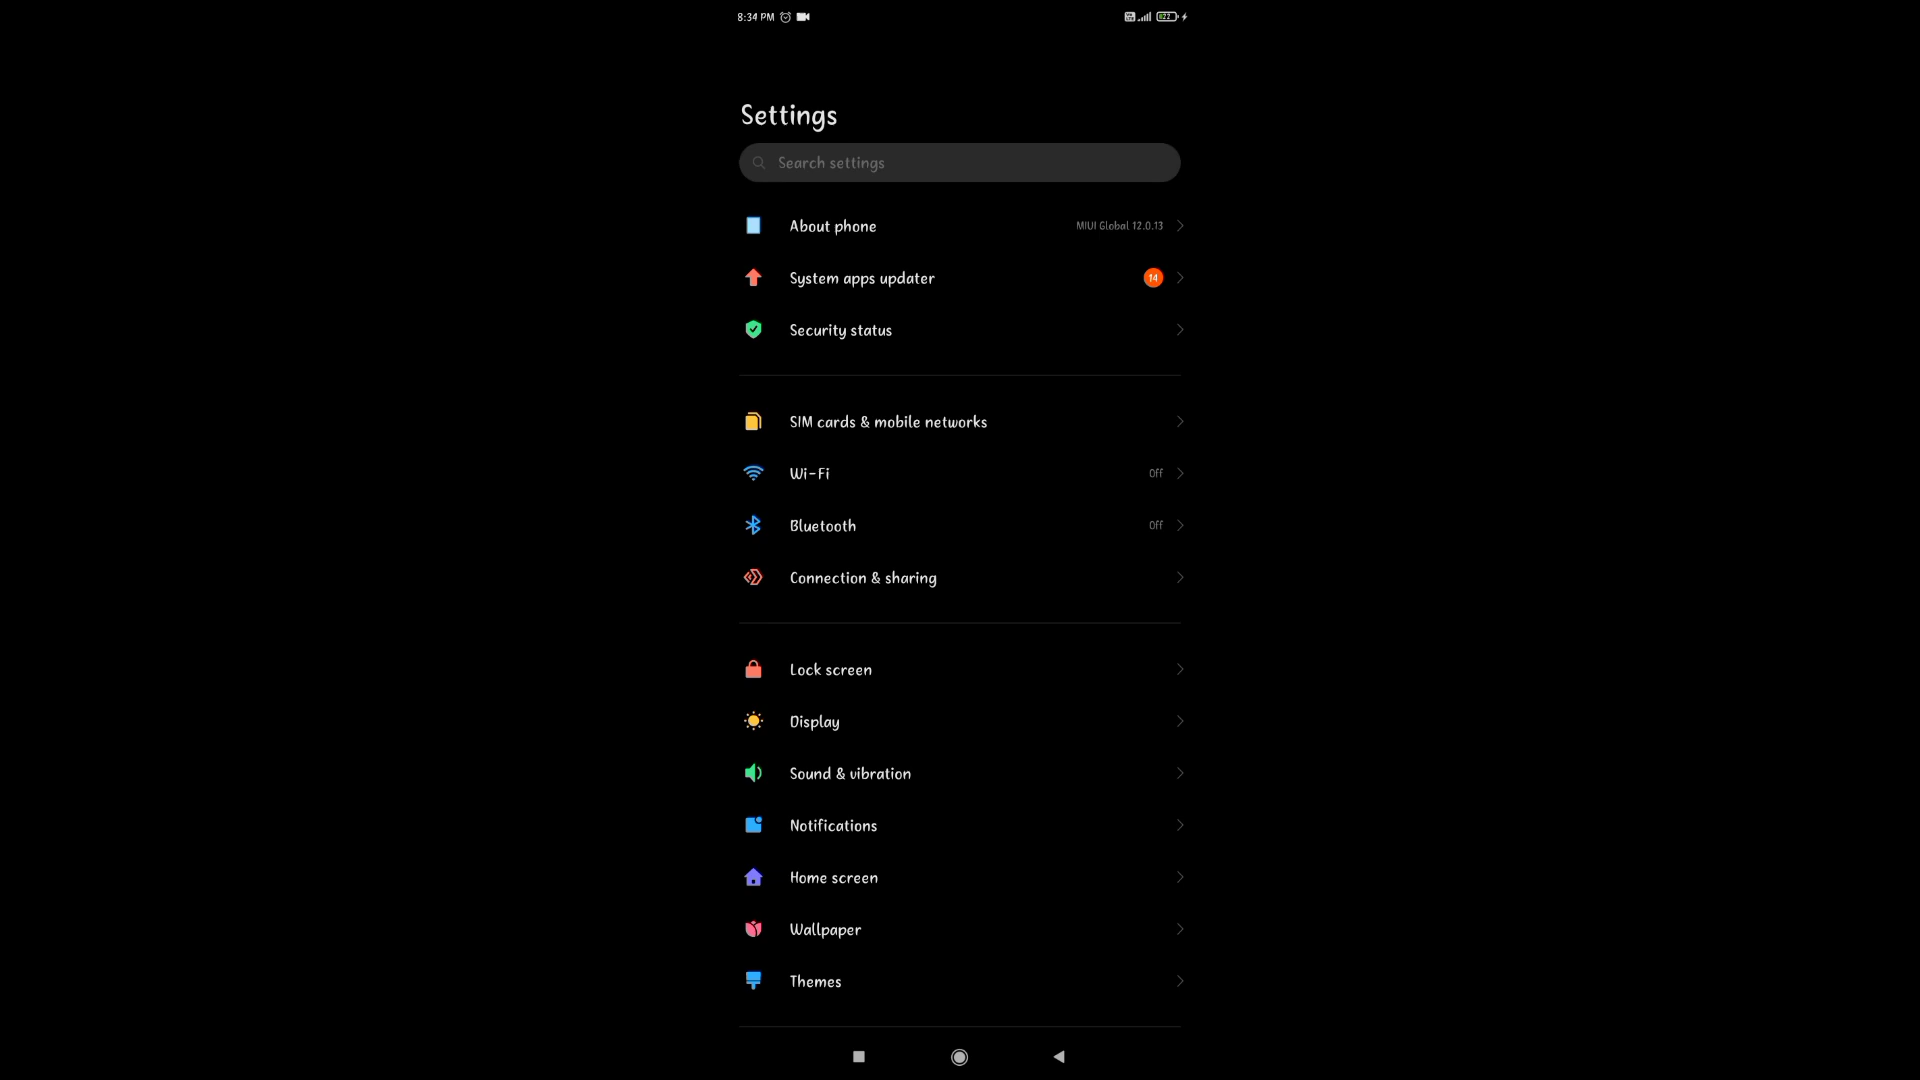 8:34 PM
Settings
Search settings
About phone MIUI Global 12.0.13
System apps updater 14
Security status
SIM cards & mobile networks
Wi-Fi Off
Bluetooth Off
Connection & sharing
Lock screen
Display
Sound & vibration
Notifications
Home screen
Wallpaper
Themes